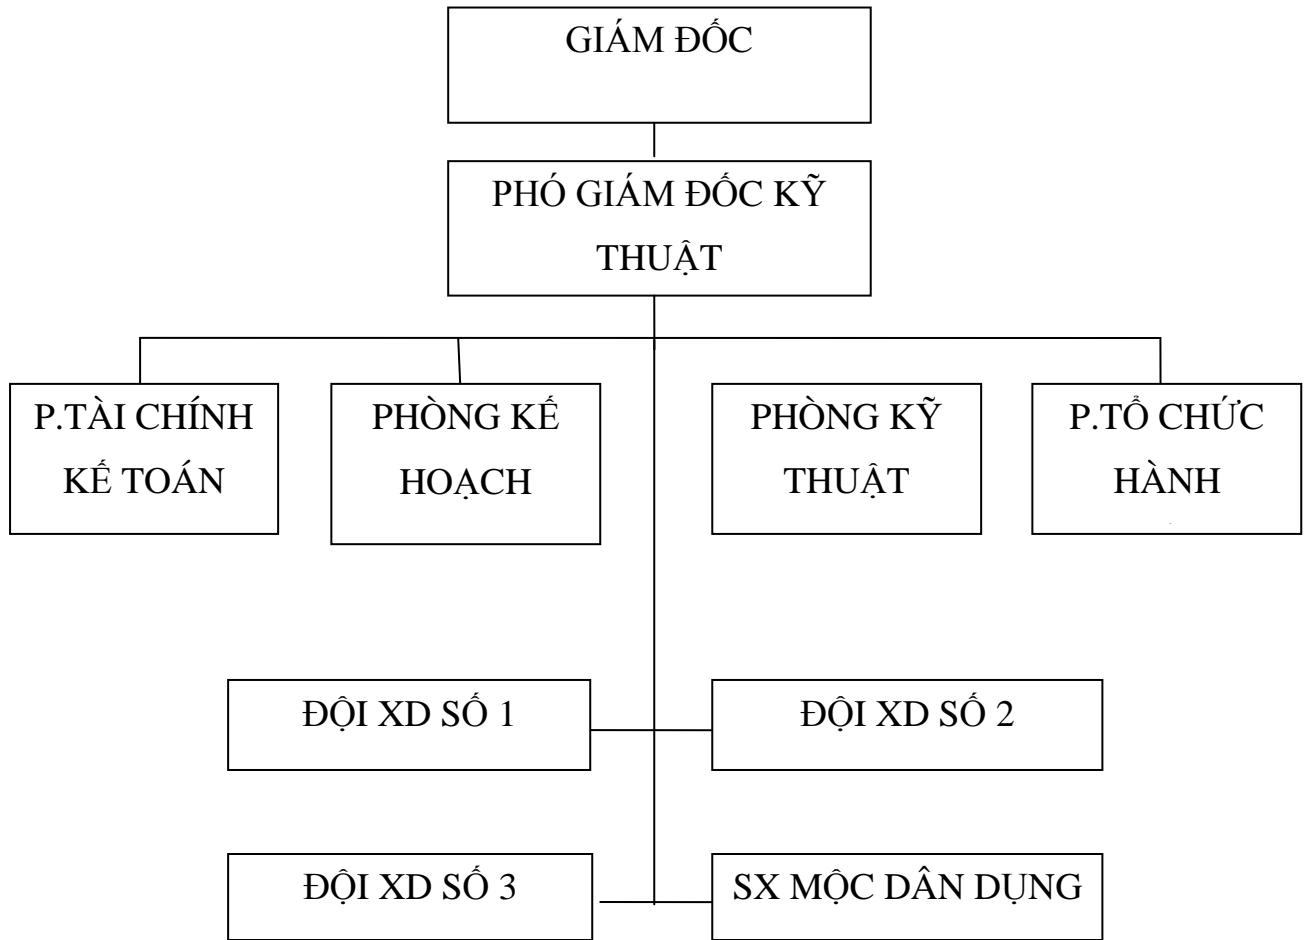 GIÁM ĐỐC
PHÓ GIÁM ĐỐC KỸ
THUẬT
P.TÀI CHÍNH
KẾ TOÁN
PHÒNG KẾ
HOẠCH
PHÒNG KỸ
THUẬT
P.TỔ CHỨC
HÀNH
ĐỘI XD SỐ 1
ĐỘI XD SỐ 2
ĐỘI XD SỐ 3
SX MỘC DÂN DỤNG